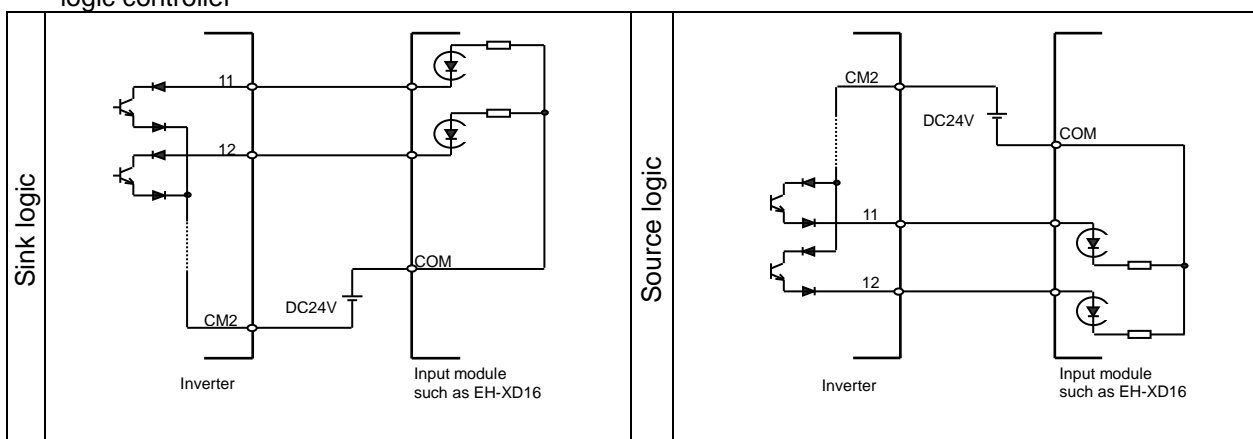 logic controller
Sink logic
11
12
COM
DC24V
CM2
Inverter
Input module
such as EH-XD16
Source logic
CM2
DC24V
COM
11
12
Inverter
Input module
such as EH-XD16